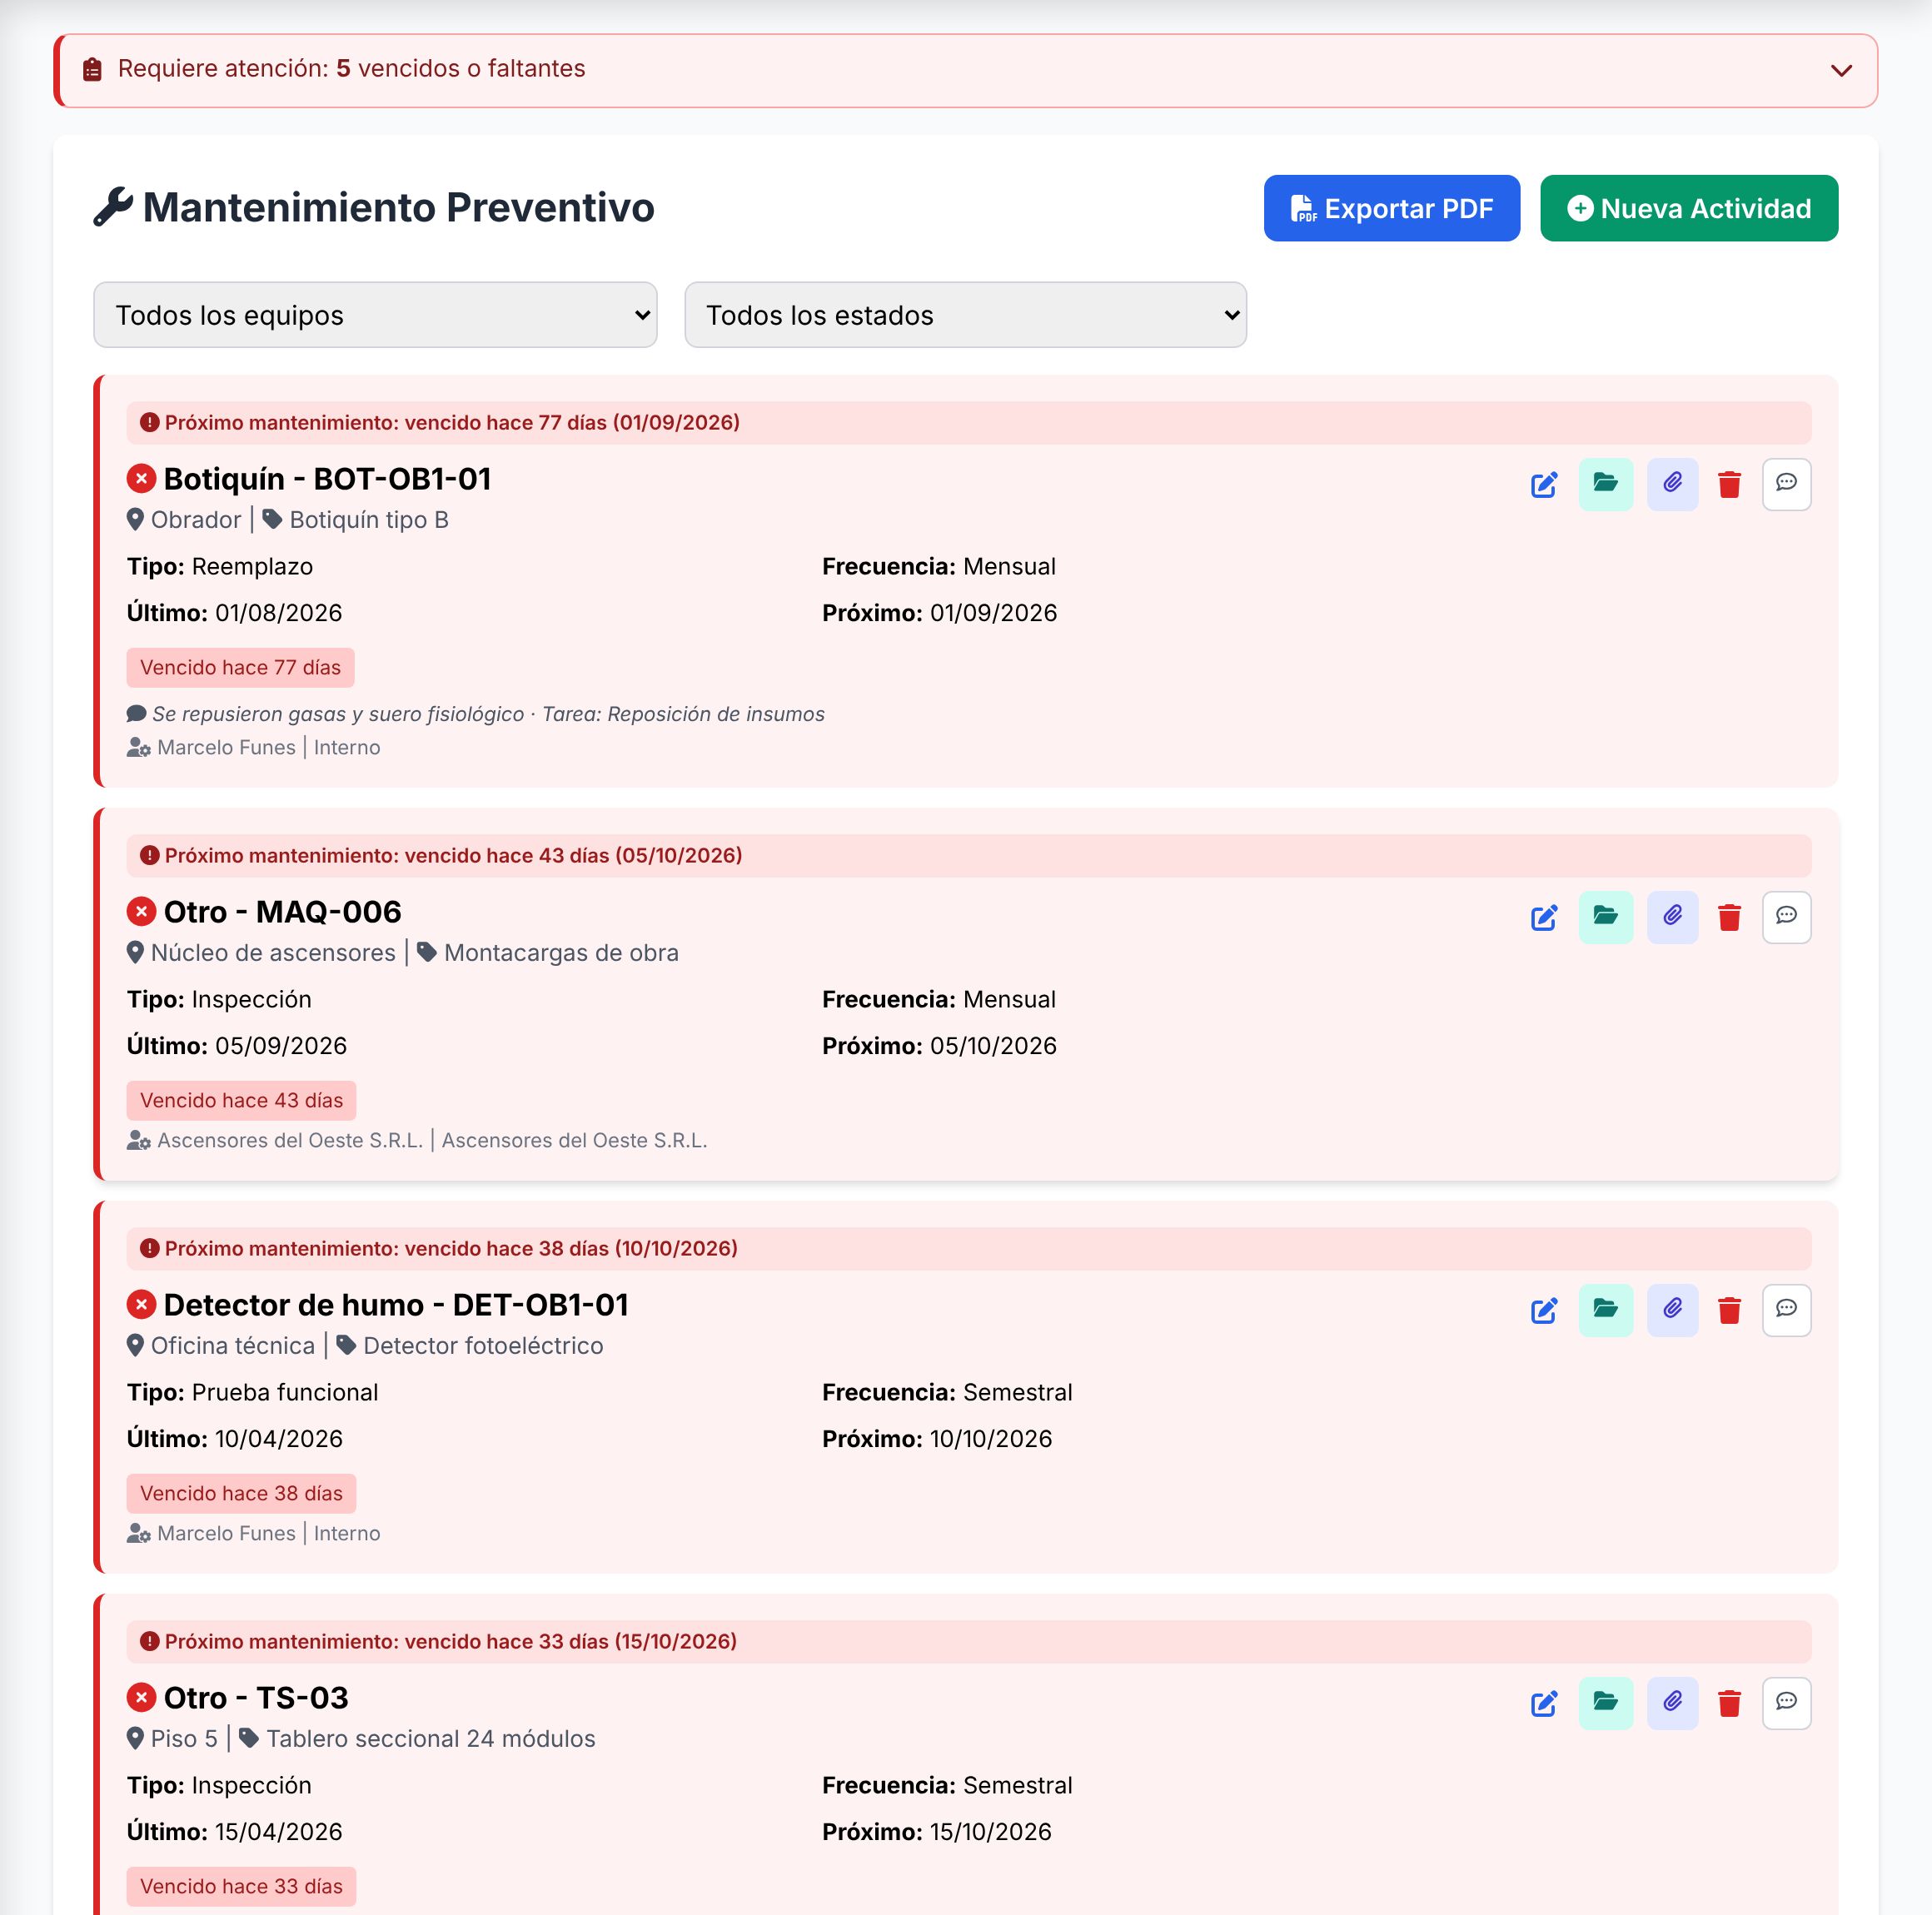 Requiere atención: 5 vencidos o faltantes
Mantenimiento Preventivo
Exportar PDF
Nueva Actividad
Todos los equipos
Todos los estados
Próximo mantenimiento: vencido hace 77 días (01/09/2026)
Botiquín - BOT-OB1-01
Obrador | Botiquín tipo B
Tipo: Reemplazo
Frecuencia: Mensual
Último: 01/08/2026
Próximo: 01/09/2026
Vencido hace 77 días
Se repusieron gasas y suero fisiológico · Tarea: Reposición de insumos
Marcelo Funes | Interno
Próximo mantenimiento: vencido hace 43 días (05/10/2026)
Otro - MAQ-006
Núcleo de ascensores | Montacargas de obra
Tipo: Inspección
Frecuencia: Mensual
Último: 05/09/2026
Próximo: 05/10/2026
Vencido hace 43 días
Ascensores del Oeste S.R.L. | Ascensores del Oeste S.R.L.
Próximo mantenimiento: vencido hace 38 días (10/10/2026)
Detector de humo - DET-OB1-01
Oficina técnica | Detector fotoeléctrico
Tipo: Prueba funcional
Frecuencia: Semestral
Último: 10/04/2026
Próximo: 10/10/2026
Vencido hace 38 días
Marcelo Funes | Interno
Próximo mantenimiento: vencido hace 33 días (15/10/2026)
Otro - TS-03
Piso 5 | Tablero seccional 24 módulos
Tipo: Inspección
Frecuencia: Semestral
Último: 15/04/2026
Próximo: 15/10/2026
Vencido hace 33 días